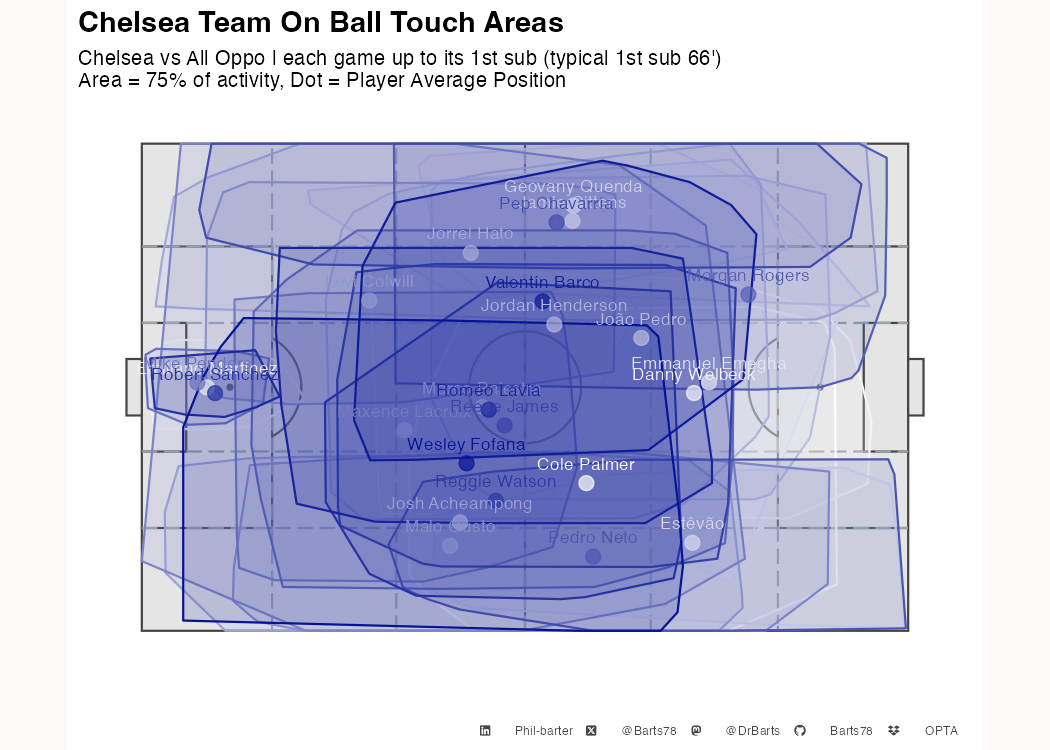 Chelsea Team On Ball Touch Areas
Chelsea vs All Oppo | each game up to its 1st sub (typical 1st sub 66')
Area = 75% of activity, Dot = Player Average Position
Geovany Quenda
Jorrel Hato
Morgan Rogers
Colwill
Valentin Barco
Jordan Henderson
João Pedro
Emmanuel Emegha
Danny Welbeck
Martinez
Robert Sanchez
Romeo Lavia
Reece James
Maxence Lacroix
Wesley Fofana
Cole Palmer
Reggie Watson
Josh Acheampong
Malo Gusto
Estêvão
Pedro Neto
Phil-barter @Barts78 @DrBarts Barts78 OPTA